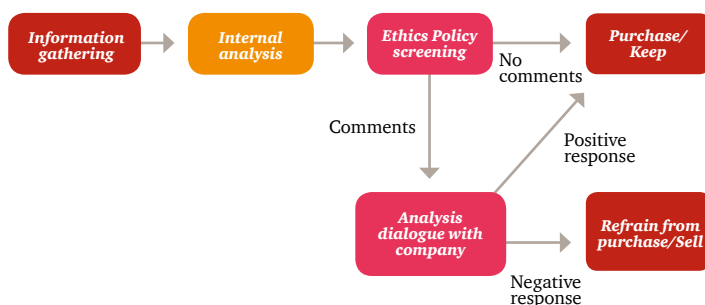 Information
gathering
Internal
analysis
Ethics Policy
screening
No
comments
Purchase/
Keep
Comments
Positive
response
Analysis
dialogue with
company
Refrain from
purchase/Sell
Negative
response